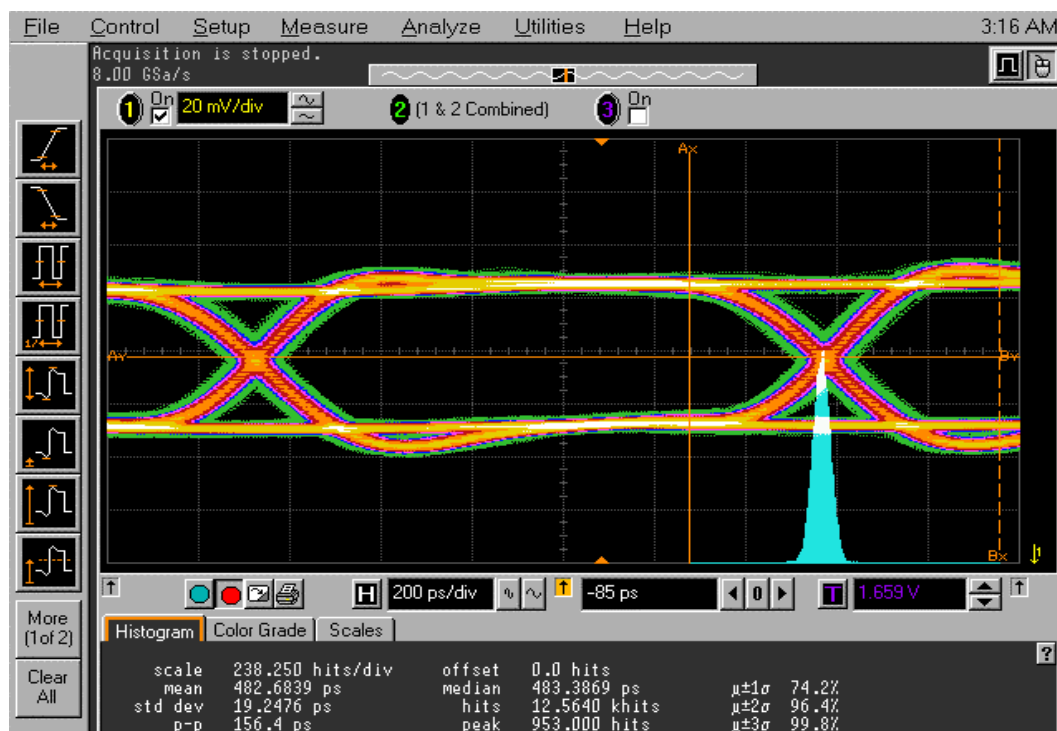 File Control Setup Measure Analyze Utilities Help 3:16 AM
Acquisition is stopped.
8.00 GSa/s
1 On 20 mV/div 2 (1 & 2 Combined) 3 On
Ax
Ay By
Bx
1
H 200 ps/div -85 ps 0 T 1.659 V
More
(1 of 2)
Clear
All
Histogram Color Grade Scales
?
scale 238.250 hits/div offset 0.0 hits
mean 482.6839 ps median 483.3869 ps µ±1σ 74.2%
std dev 19.2476 ps hits 12.5640 khits µ±2σ 96.4%
p-p 156.4 ps peak 953.000 hits µ±3σ 99.8%